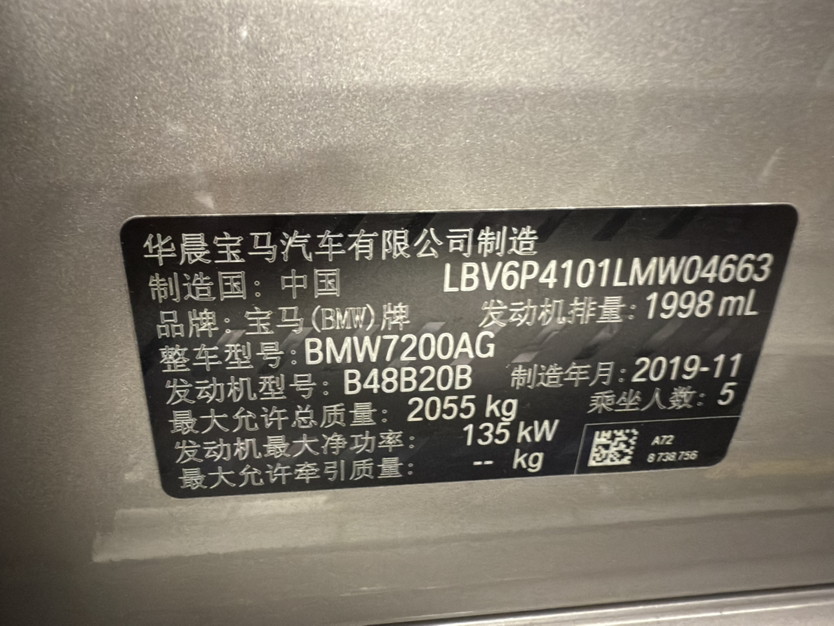 华晨宝马汽车有限公司制造
制造国：中国 LBV6P4101LMW04663
品牌：宝马(BMW)牌 发动机排量：1998 mL
整车型号：BMW7200AG
发动机型号：B48B20B 制造年月：2019-11
最大允许总质量：2055 kg 乘坐人数：5
发动机最大净功率：135 kW
最大允许牵引质量：-- kg
A72
8 738 756